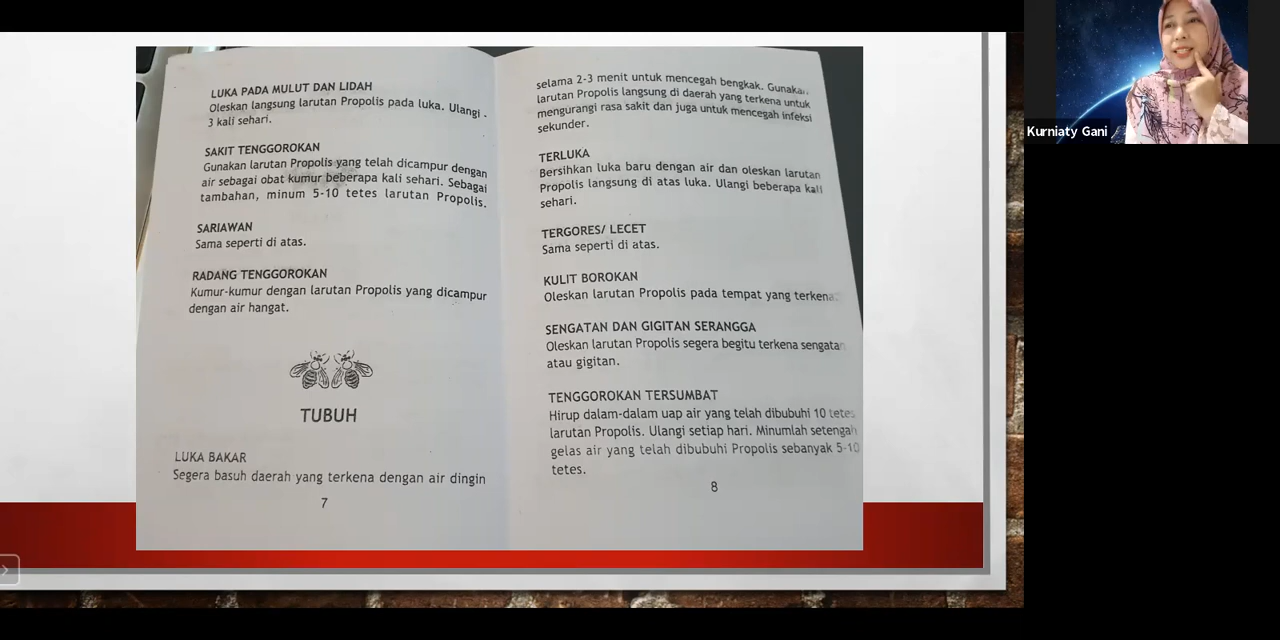 LUKA PADA MULUT DAN LIDAH
Oleskan langsung larutan Propolis pada luka. Ulangi -
3 kali sehari.
SAKIT TENGGOROKAN
Gunakan larutan Propolis yang telah dicampur dengan
air sebagai obat kumur beberapa kali sehari. Sebagai
tambahan, minum 5-10 tetes larutan Propolis.
SARIAWAN
Sama seperti di atas.
RADANG TENGGOROKAN
Kumur-kumur dengan larutan Propolis yang dicampur
dengan air hangat.
TUBUH
LUKA BAKAR
Segera basuh daerah yang terkena dengan air dingin
7
selama 2-3 menit untuk mencegah bengkak. Gunakan
larutan Propolis langsung di daerah yang terkena untuk
mengurangi rasa sakit dan juga untuk mencegah infeksi
sekunder.
TERLUKA
Bersihkan luka baru dengan air dan oleskan larutan
Propolis langsung di atas luka. Ulangi beberapa kali
sehari.
TERGORES/ LECET
Sama seperti di atas.
KULIT BOROKAN
Oleskan larutan Propolis pada tempat yang terkena.
SENGATAN DAN GIGITAN SERANGGA
Oleskan larutan Propolis segera begitu terkena sengatan
atau gigitan.
TENGGOROKAN TERSUMBAT
Hirup dalam-dalam uap air yang telah dibubuhi 10 tetes
larutan Propolis. Ulangi setiap hari. Minumlah setengah
gelas air yang telah dibubuhi Propolis sebanyak 5-10
tetes.
8
Kurniaty Gani